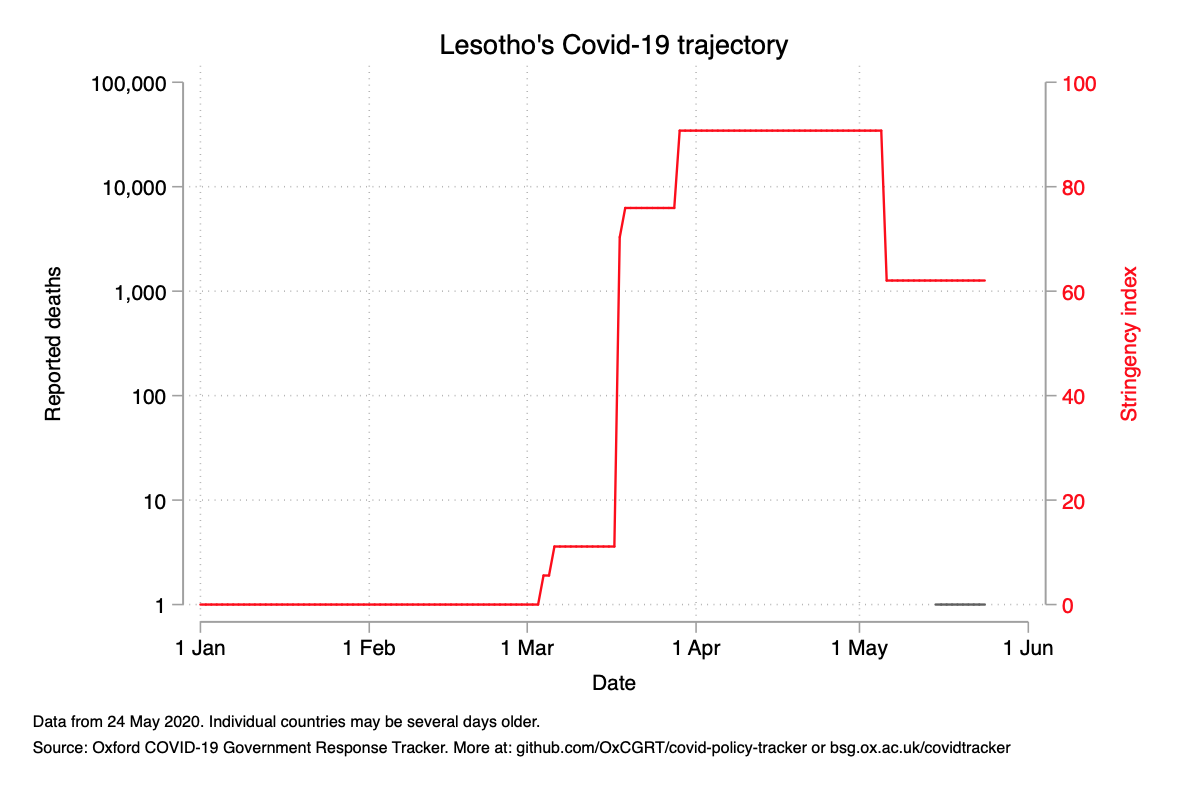 Lesotho's Covid-19 trajectory
100,000
10,000
1,000
100
10
1
Reported deaths
100
80
60
40
20
0
Stringency index
1 Jan
1 Feb
1 Mar
1 Apr
1 May
1 Jun
Date
Data from 24 May 2020. Individual countries may be several days older.
Source: Oxford COVID-19 Government Response Tracker. More at: github.com/OxCGRT/covid-policy-tracker or bsg.ox.ac.uk/covidtracker